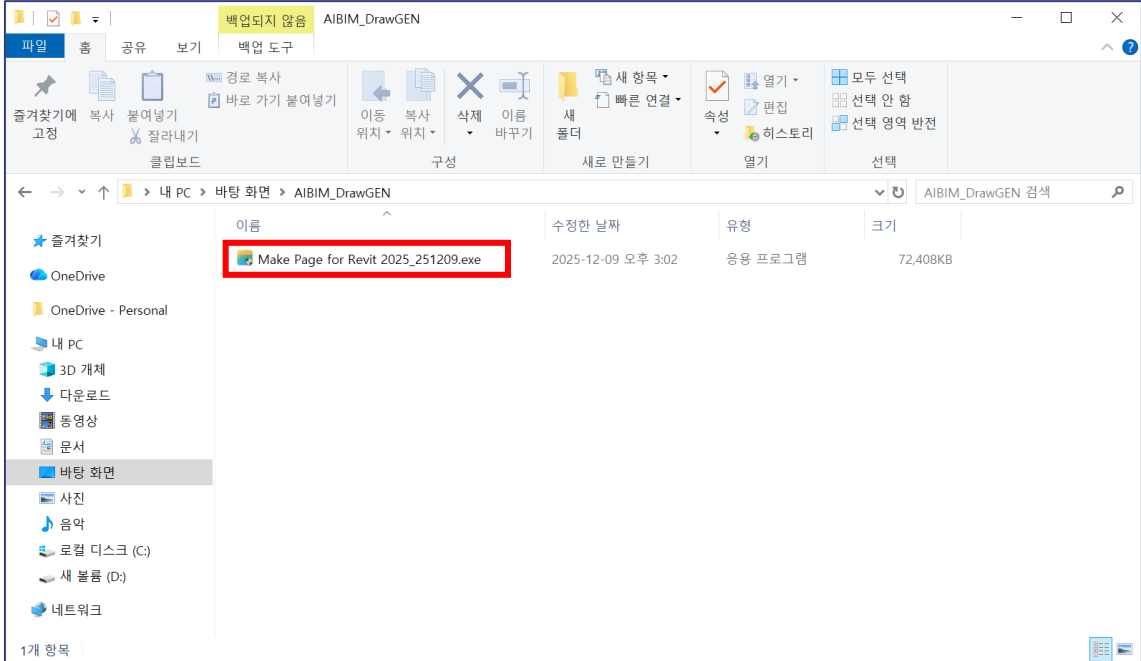 백업되지 않음 AIBIM_DrawGEN
파일 홈 공유 보기 백업 도구
즐겨찾기에 고정
복사
붙여넣기
경로 복사
바로 가기 붙여넣기
잘라내기
클립보드
이동 위치
복사 위치
삭제
이름 바꾸기
구성
새 폴더
새 항목
빠른 연결
새로 만들기
속성
열기
편집
히스토리
열기
모두 선택
선택 안 함
선택 영역 반전
선택
내 PC 바탕 화면 AIBIM_DrawGEN
AIBIM_DrawGEN 검색
이름 수정한 날짜 유형 크기
Make Page for Revit 2025_251209.exe 2025-12-09 오후 3:02 응용 프로그램 72,408KB
즐겨찾기
OneDrive
OneDrive - Personal
내 PC
3D 개체
다운로드
동영상
문서
바탕 화면
사진
음악
로컬 디스크 (C:)
새 볼륨 (D:)
네트워크
1개 항목